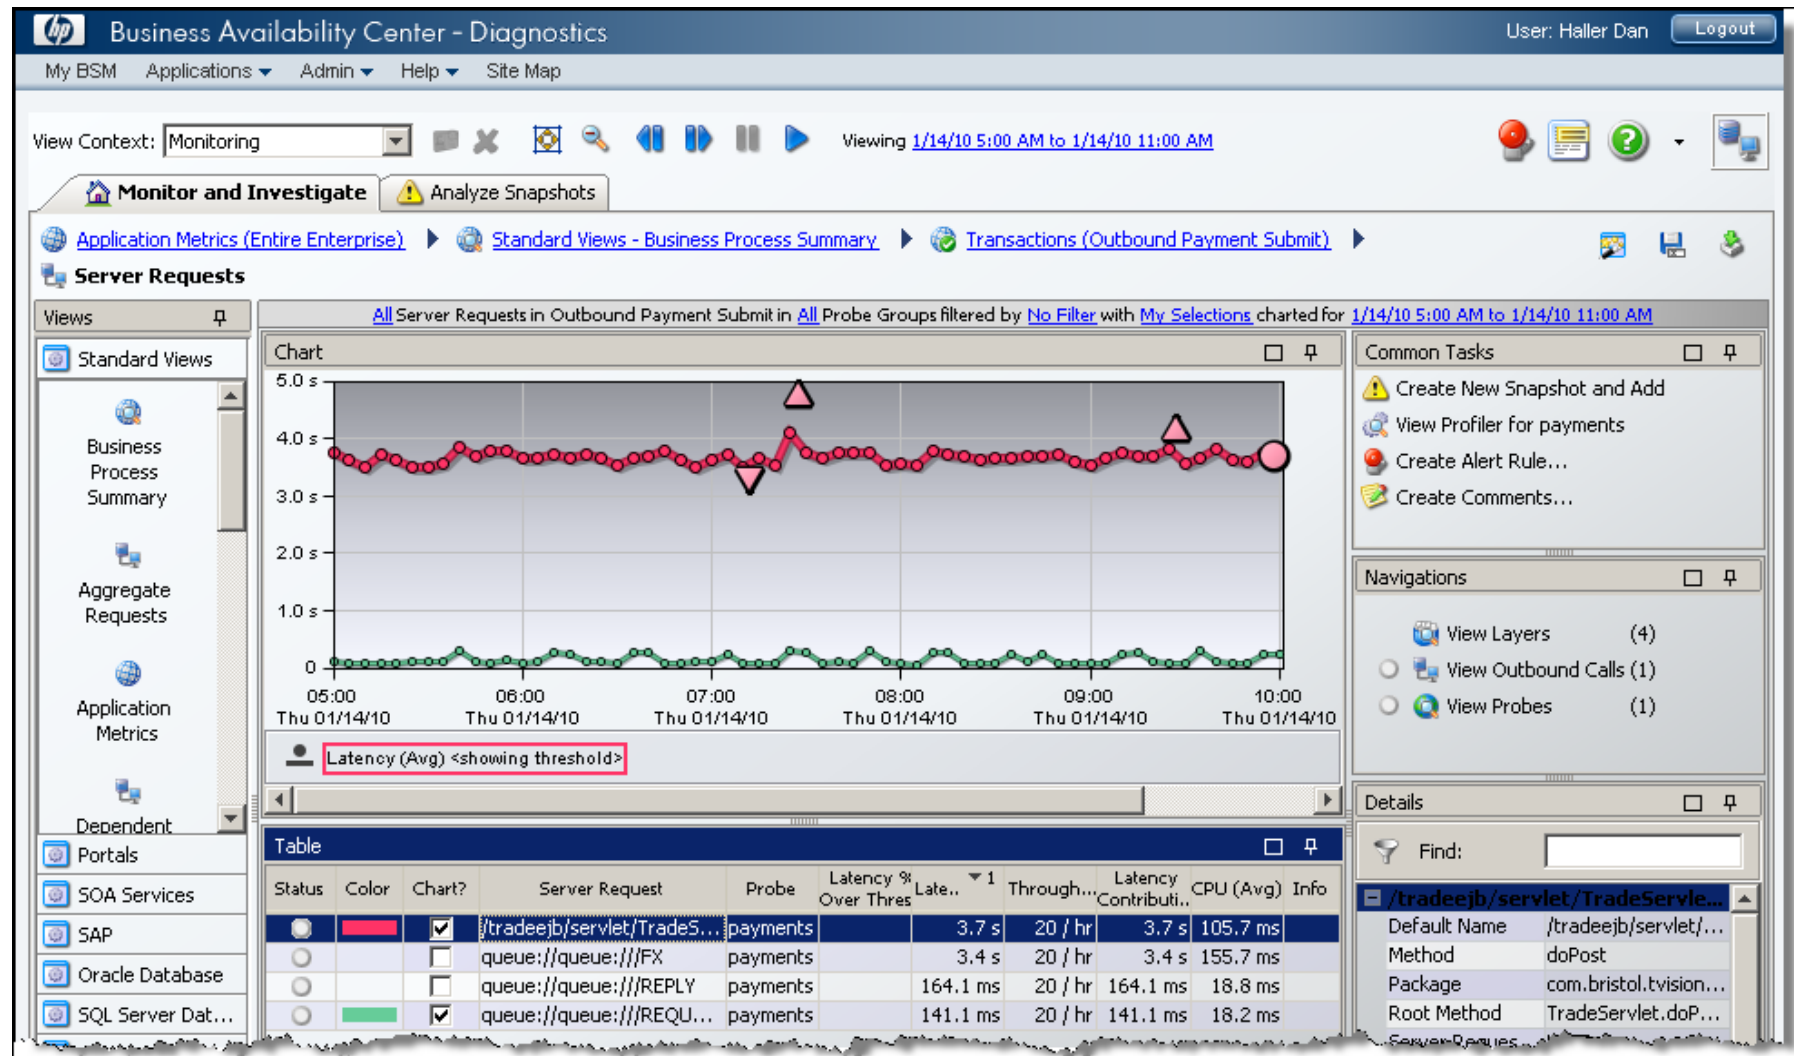 hp Business Availability Center - Diagnostics User: Haller Dan Logout
My BSM Applications Admin Help Site Map
View Context: Monitoring Viewing 1/14/10 5:00 AM to 1/14/10 11:00 AM
Monitor and Investigate Analyze Snapshots
Application Metrics (Entire Enterprise) Standard Views - Business Process Summary Transactions (Outbound Payment Submit)
Server Requests
Views
All Server Requests in Outbound Payment Submit in All Probe Groups filtered by No Filter with My Selections charted for 1/14/10 5:00 AM to 1/14/10 11:00 AM
Standard Views
Business
Process
Summary
Aggregate
Requests
Application
Metrics
Dependent
Portals
SOA Services
SAP
Oracle Database
SQL Server Dat...
Chart
5.0 s
4.0 s
3.0 s
2.0 s
1.0 s
0
05:00 06:00 07:00 08:00 09:00 10:00
Thu 01/14/10 Thu 01/14/10 Thu 01/14/10 Thu 01/14/10 Thu 01/14/10 Thu 01/14/10
Latency (Avg) <showing threshold>
Table
Status Color Chart? Server Request Probe Latency % Over Thres Late.. 1 Through... Latency Contributi.. CPU (Avg) Info
/tradeejb/servlet/TradeS... payments 3.7 s 20 / hr 3.7 s 105.7 ms
queue://queue:///FX payments 3.4 s 20 / hr 3.4 s 155.7 ms
queue://queue:///REPLY payments 164.1 ms 20 / hr 164.1 ms 18.8 ms
queue://queue:///REQU... payments 141.1 ms 20 / hr 141.1 ms 18.2 ms
Common Tasks
Create New Snapshot and Add
View Profiler for payments
Create Alert Rule...
Create Comments...
Navigations
View Layers (4)
View Outbound Calls (1)
View Probes (1)
Details
Find:
/tradeejb/servlet/TradeServle...
Default Name /tradeejb/servlet/...
Method doPost
Package com.bristol.tvision...
Root Method TradeServlet.doP...